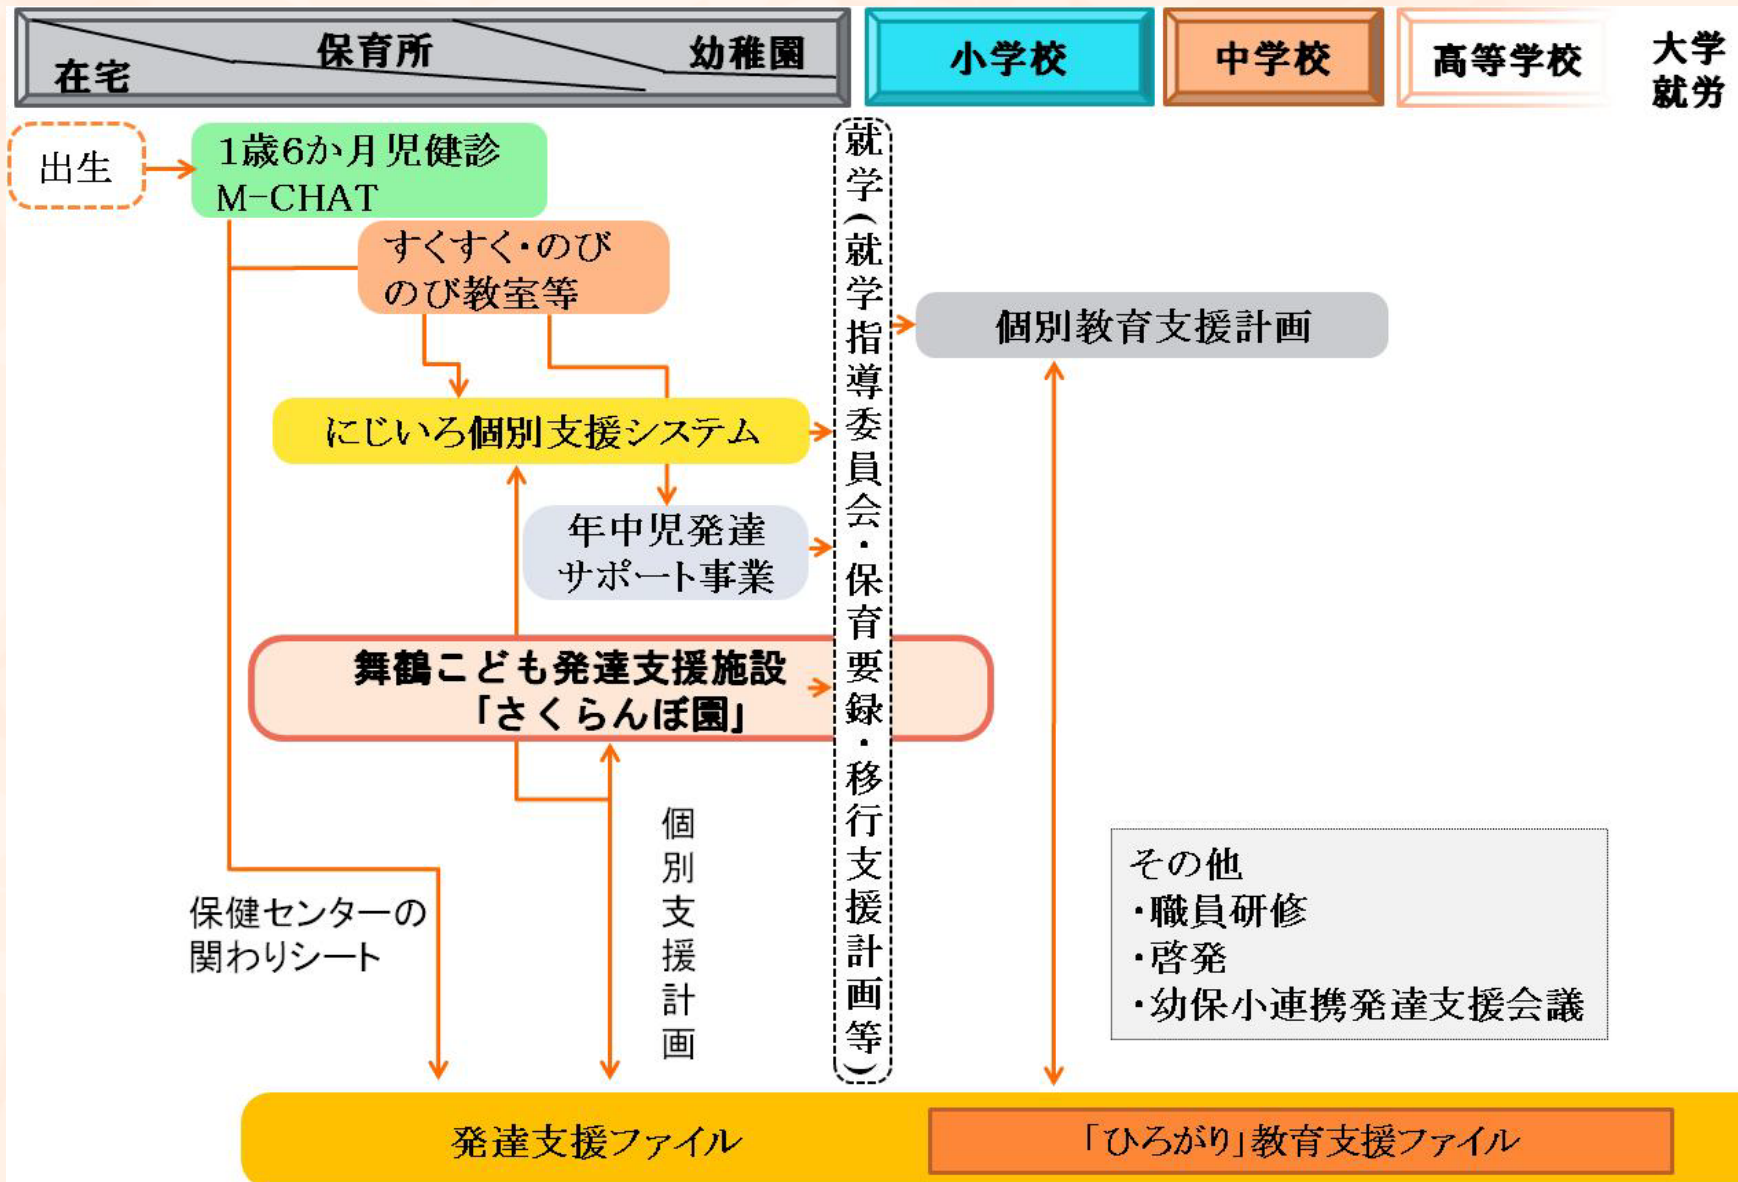 在宅
保育所
幼稚園
小学校
中学校
高等学校
大学
就労
出生
1歳6か月児健診
M-CHAT
すくすく・のび
のび教室等
にじいろ個別支援システム
年中児発達
サポート事業
舞鶴こども発達支援施設
「さくらんぼ園」
就学(就学指導委員会・保育要録・移行支援計画等)
個別教育支援計画
保健センターの
関わりシート
個別支援計画
その他
・職員研修
・啓発
・幼保小連携発達支援会議
発達支援ファイル
「ひろがり」教育支援ファイル